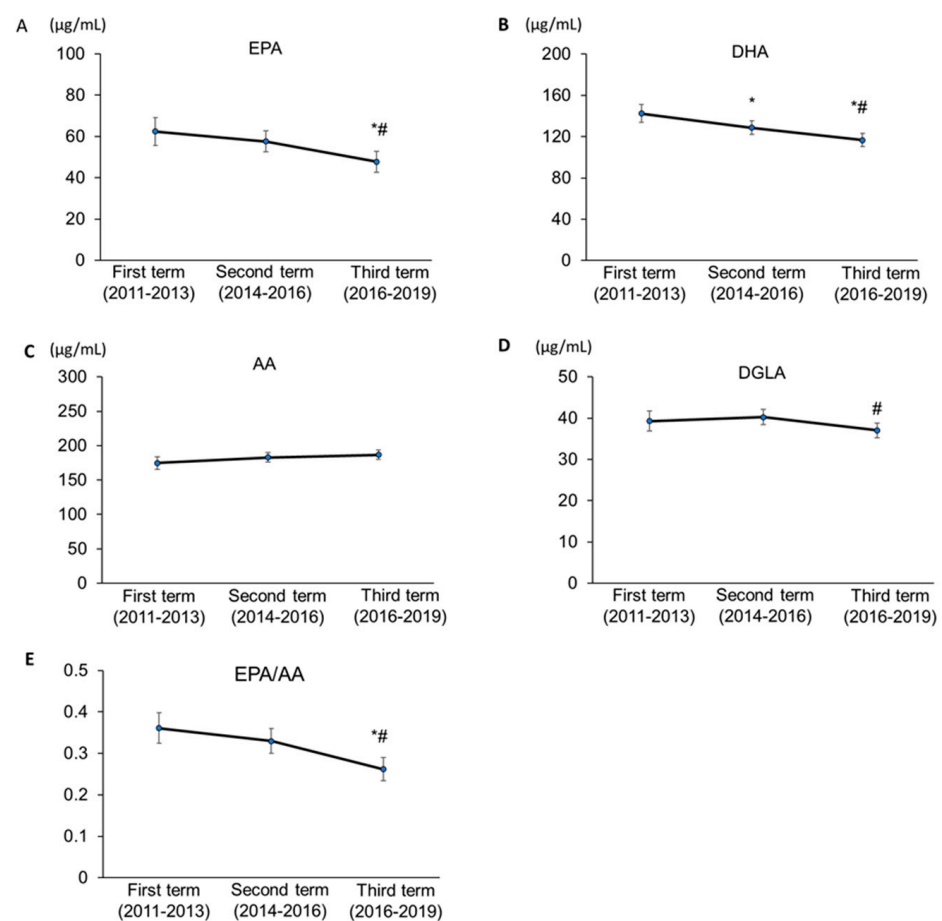 A (µg/mL)
EPA
100
80
60
40
20
0
*#
First term Second term Third term
(2011-2013) (2014-2016) (2016-2019)
B (µg/mL)
DHA
200
160
120
80
40
0
*
*#
First term Second term Third term
(2011-2013) (2014-2016) (2016-2019)
C (µg/mL)
AA
300
250
200
150
100
50
0
First term Second term Third term
(2011-2013) (2014-2016) (2016-2019)
D (µg/mL)
DGLA
50
40
30
20
10
0
#
First term Second term Third term
(2011-2013) (2014-2016) (2016-2019)
E
EPA/AA
0.5
0.4
0.3
0.2
0.1
0
*#
First term Second term Third term
(2011-2013) (2014-2016) (2016-2019)